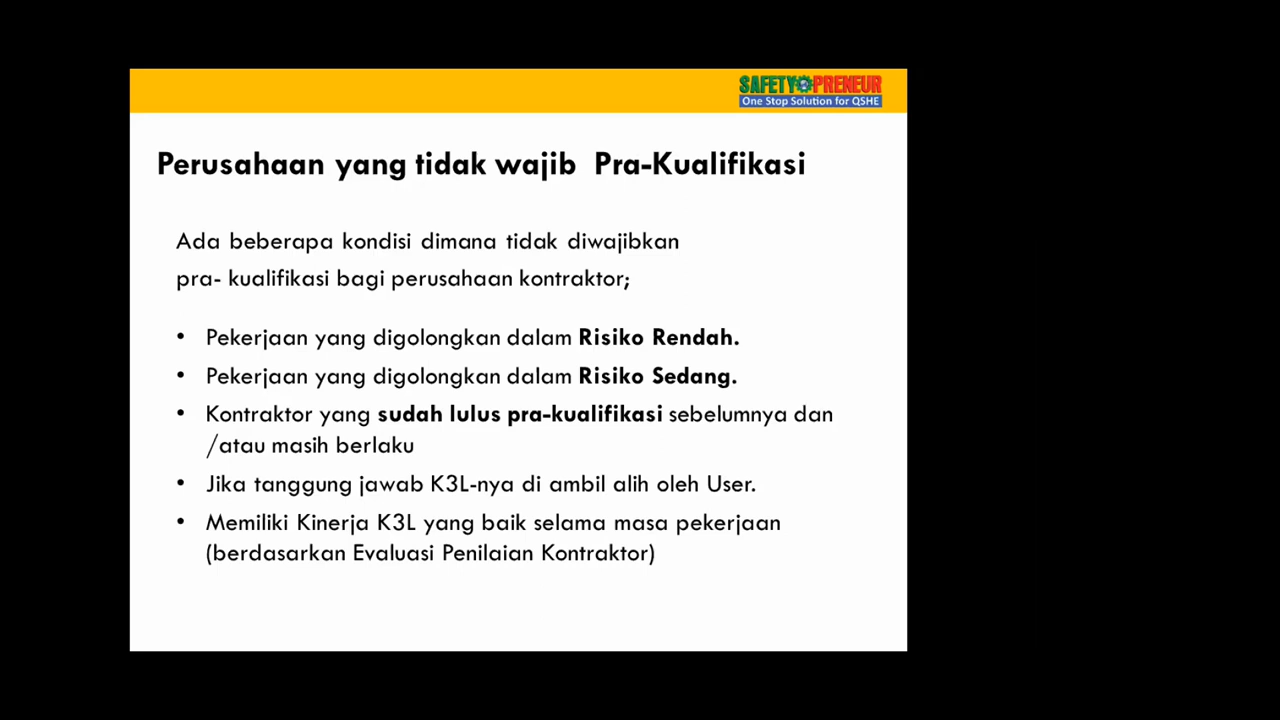 SAFETY PRENEUR
One Stop Solution for QSHE
Perusahaan yang tidak wajib Pra-Kualifikasi
Ada beberapa kondisi dimana tidak diwajibkan
pra- kualifikasi bagi perusahaan kontraktor;
• Pekerjaan yang digolongkan dalam Risiko Rendah.
• Pekerjaan yang digolongkan dalam Risiko Sedang.
• Kontraktor yang sudah lulus pra-kualifikasi sebelumnya dan
/atau masih berlaku
• Jika tanggung jawab K3L-nya di ambil alih oleh User.
• Memiliki Kinerja K3L yang baik selama masa pekerjaan
(berdasarkan Evaluasi Penilaian Kontraktor)